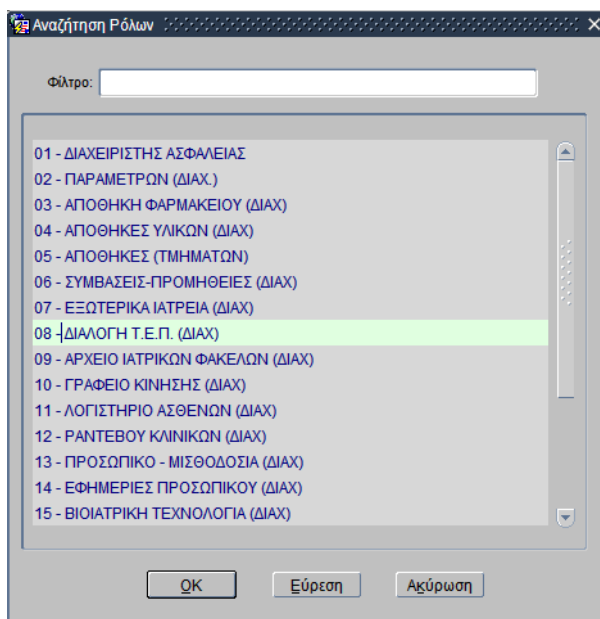 Αναζήτηση Ρόλων
Φίλτρο:
01 - ΔΙΑΧΕΙΡΙΣΤΗΣ ΑΣΦΑΛΕΙΑΣ
02 - ΠΑΡΑΜΕΤΡΩΝ (ΔΙΑΧ.)
03 - ΑΠΟΘΗΚΗ ΦΑΡΜΑΚΕΙΟΥ (ΔΙΑΧ)
04 - ΑΠΟΘΗΚΕΣ ΥΛΙΚΩΝ (ΔΙΑΧ)
05 - ΑΠΟΘΗΚΕΣ (ΤΜΗΜΑΤΩΝ)
06 - ΣΥΜΒΑΣΕΙΣ-ΠΡΟΜΗΘΕΙΕΣ (ΔΙΑΧ)
07 - ΕΞΩΤΕΡΙΚΑ ΙΑΤΡΕΙΑ (ΔΙΑΧ)
08 -ΔΙΑΛΟΓΗ Τ.Ε.Π. (ΔΙΑΧ)
09 - ΑΡΧΕΙΟ ΙΑΤΡΙΚΩΝ ΦΑΚΕΛΩΝ (ΔΙΑΧ)
10 - ΓΡΑΦΕΙΟ ΚΙΝΗΣΗΣ (ΔΙΑΧ)
11 - ΛΟΓΙΣΤΗΡΙΟ ΑΣΘΕΝΩΝ (ΔΙΑΧ)
12 - ΡΑΝΤΕΒΟΥ ΚΛΙΝΙΚΩΝ (ΔΙΑΧ)
13 - ΠΡΟΣΩΠΙΚΟ - ΜΙΣΘΟΔΟΣΙΑ (ΔΙΑΧ)
14 - ΕΦΗΜΕΡΙΕΣ ΠΡΟΣΩΠΙΚΟΥ (ΔΙΑΧ)
15 - ΒΙΟΙΑΤΡΙΚΗ ΤΕΧΝΟΛΟΓΙΑ (ΔΙΑΧ)
OK Εύρεση Ακύρωση